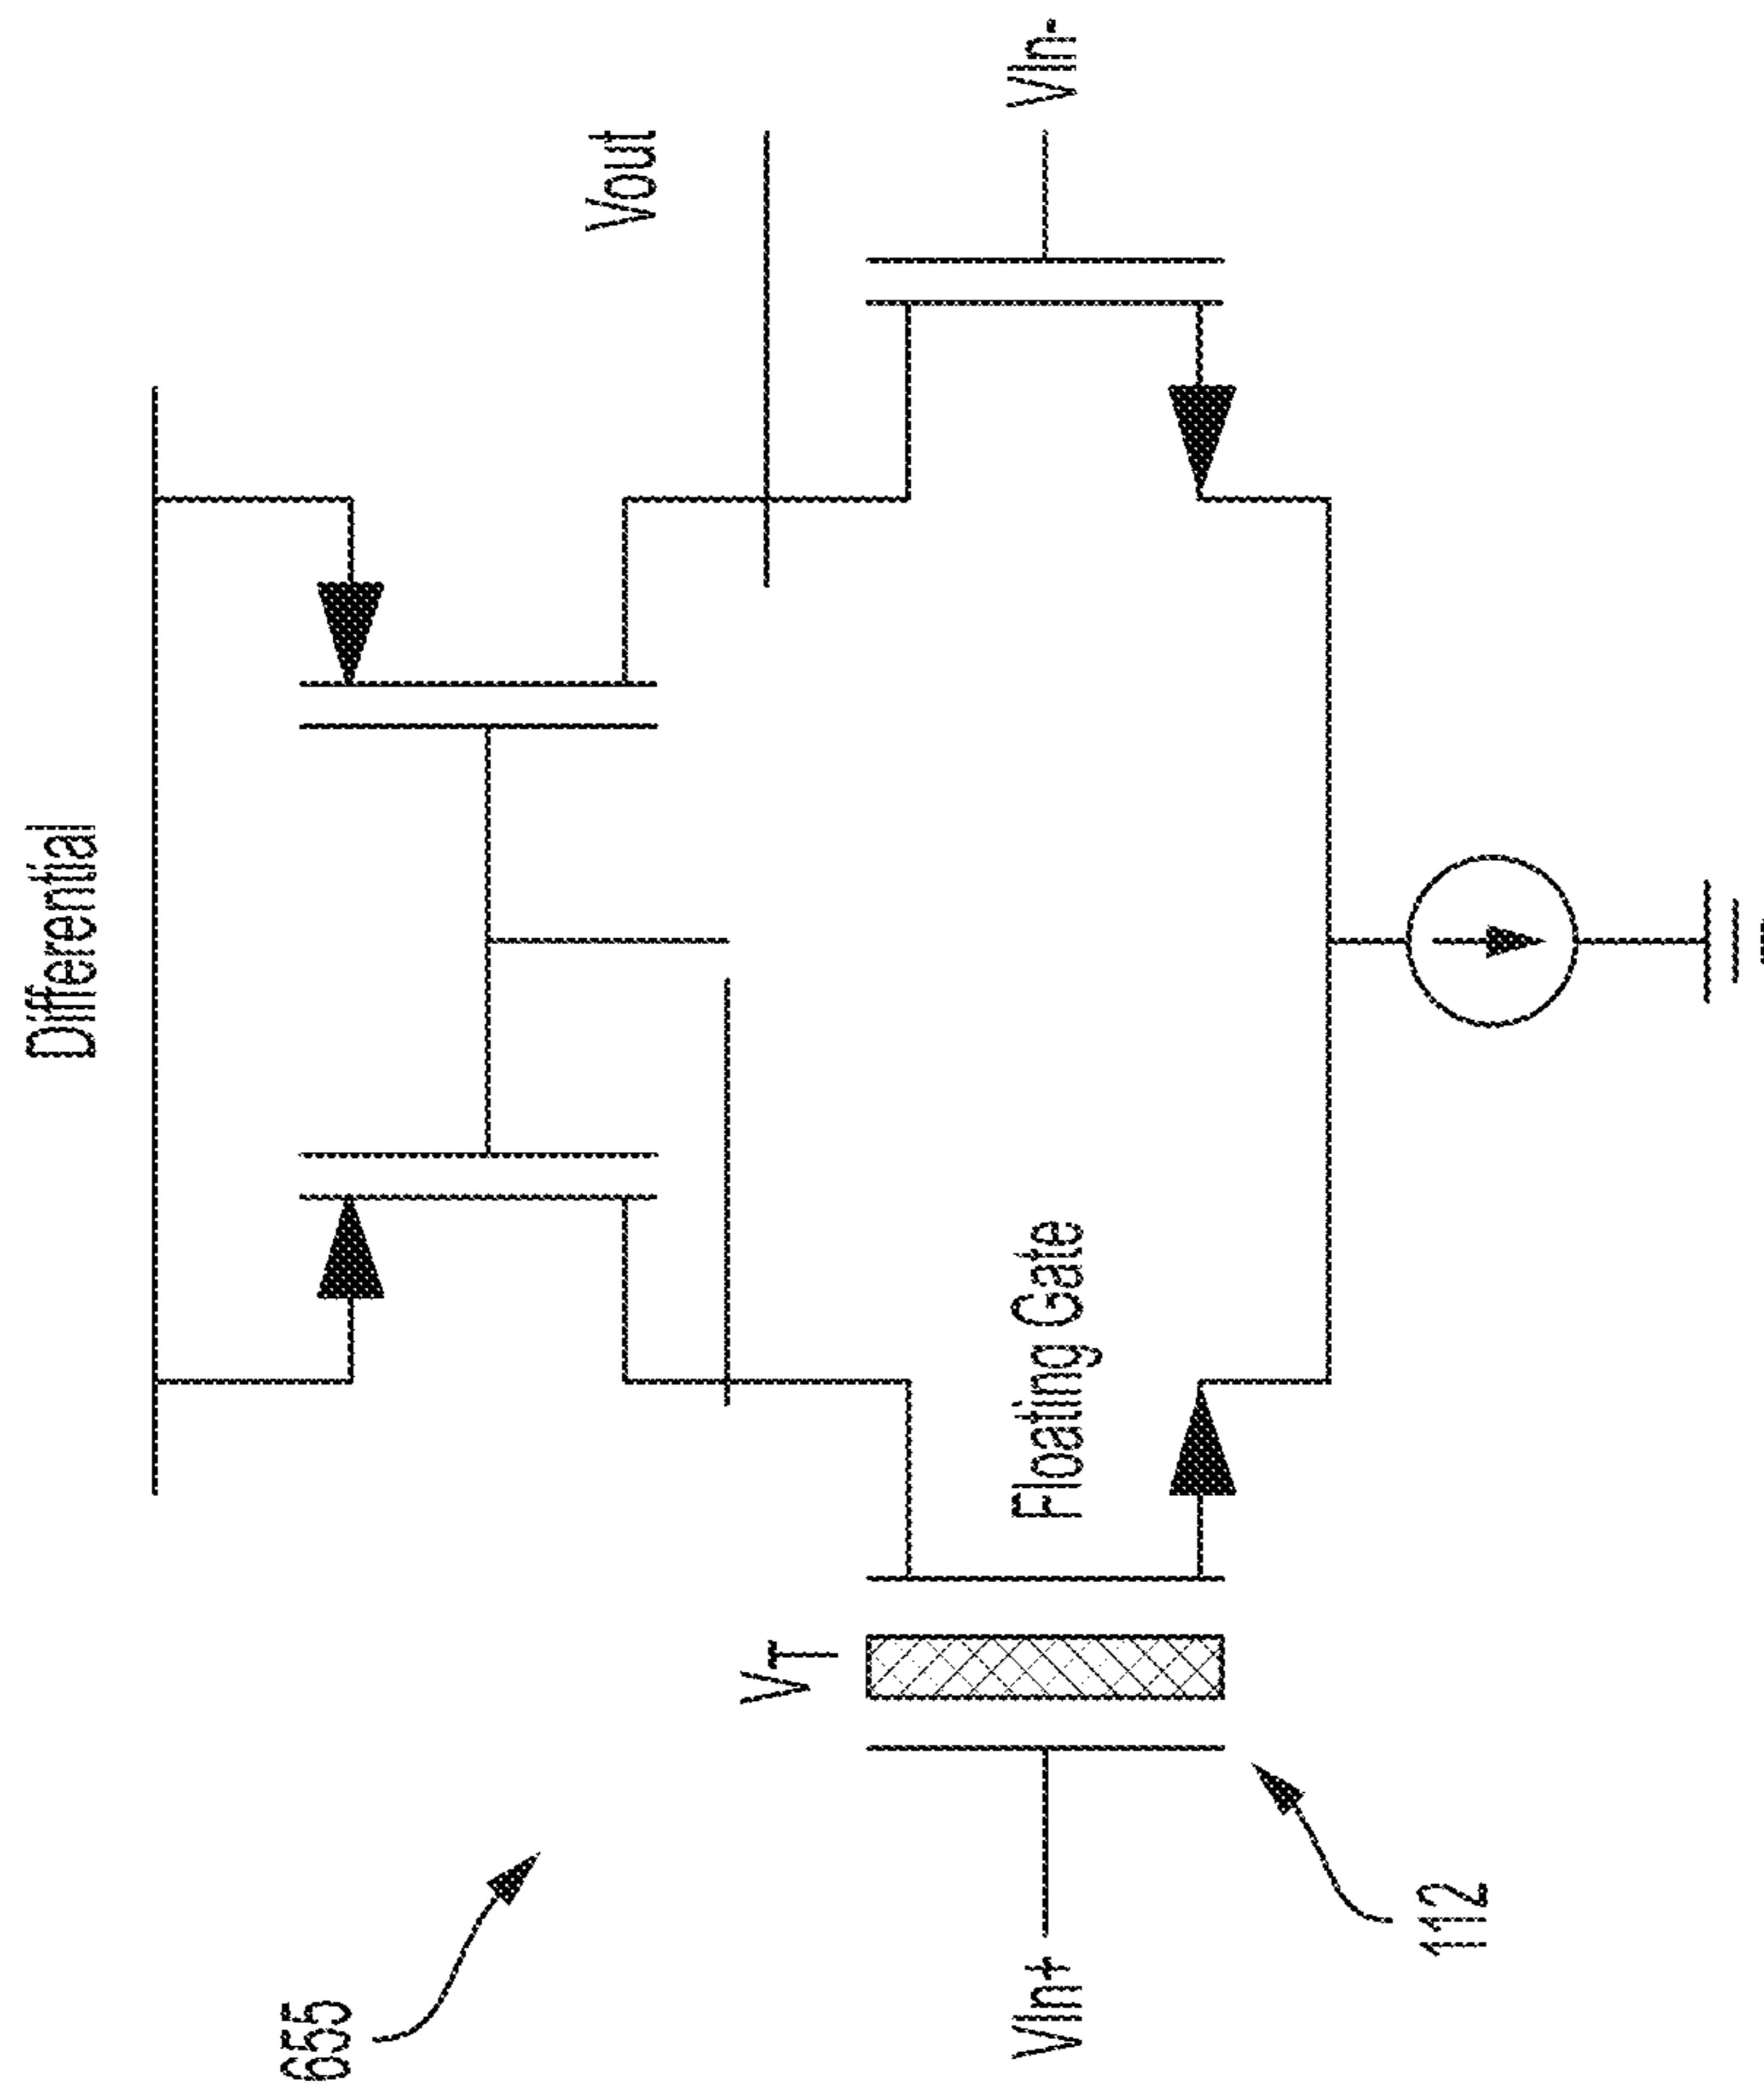 Differential
Vout
VIn-
Floating Gate
VT
VIn+
655
112